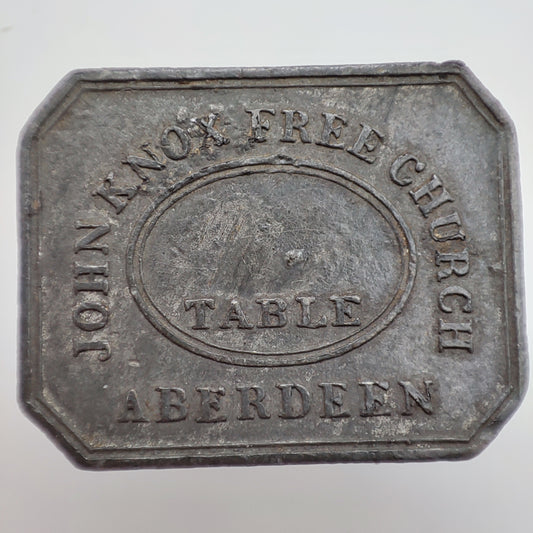 JOHN KNOX FREE CHURCH
TABLE
ABERDEEN